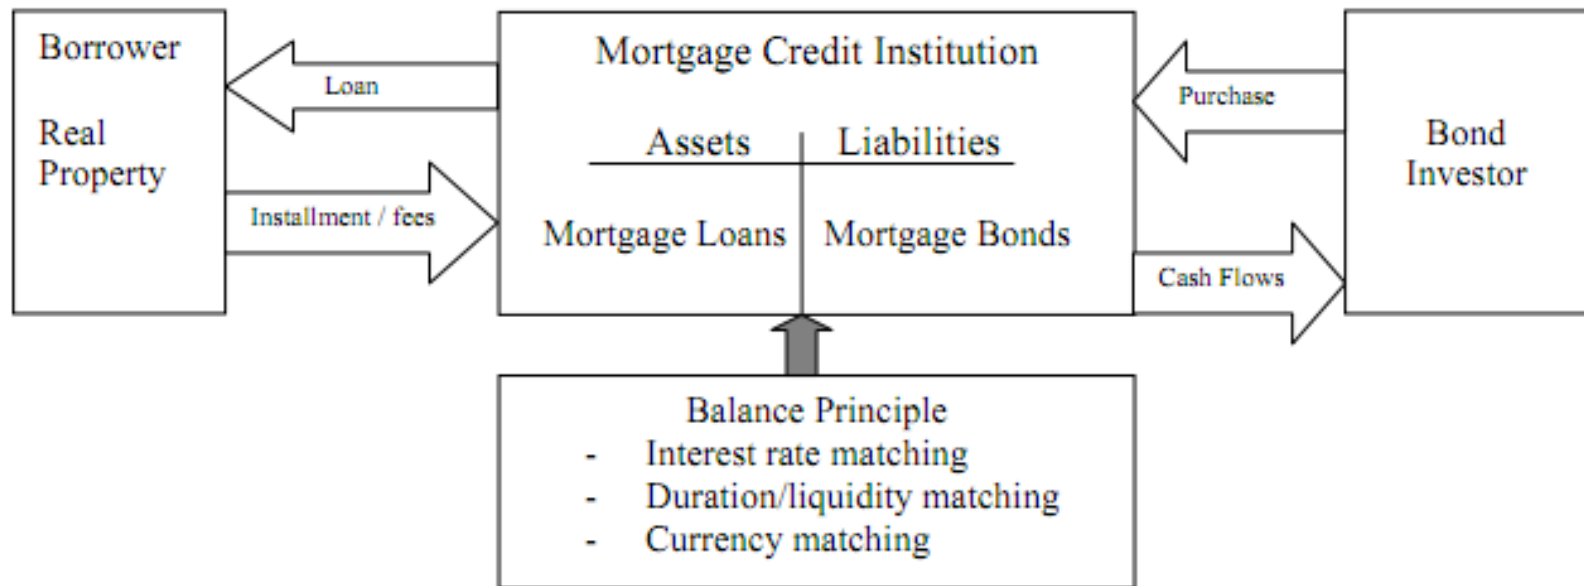 Borrower
Real
Property
Loan
Installment / fees
Mortgage Credit Institution
Assets
Liabilities
Mortgage Loans
Mortgage Bonds
Purchase
Cash Flows
Bond
Investor
Balance Principle
- Interest rate matching
- Duration/liquidity matching
- Currency matching